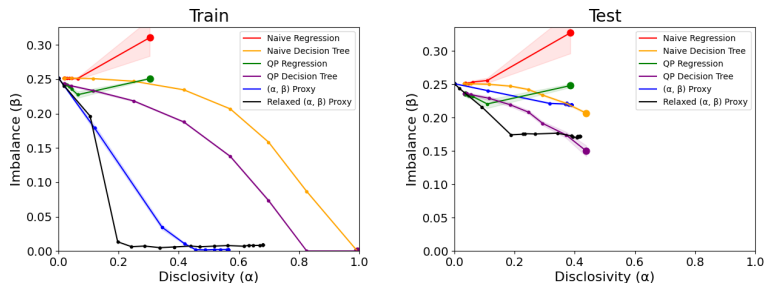 Train
Imbalance (β)
0.30
0.25
0.20
0.15
0.10
0.05
0.00
Naive Regression
Naive Decision Tree
QP Regression
QP Decision Tree
(α, β) Proxy
Relaxed (α, β) Proxy
0.0 0.2 0.4 0.6 0.8 1.0
Disclosivity (α)
Test
Imbalance (β)
0.30
0.25
0.20
0.15
0.10
0.05
0.00
Naive Regression
Naive Decision Tree
QP Regression
QP Decision Tree
(α, β) Proxy
Relaxed (α, β) Proxy
0.0 0.2 0.4 0.6 0.8 1.0
Disclosivity (α)